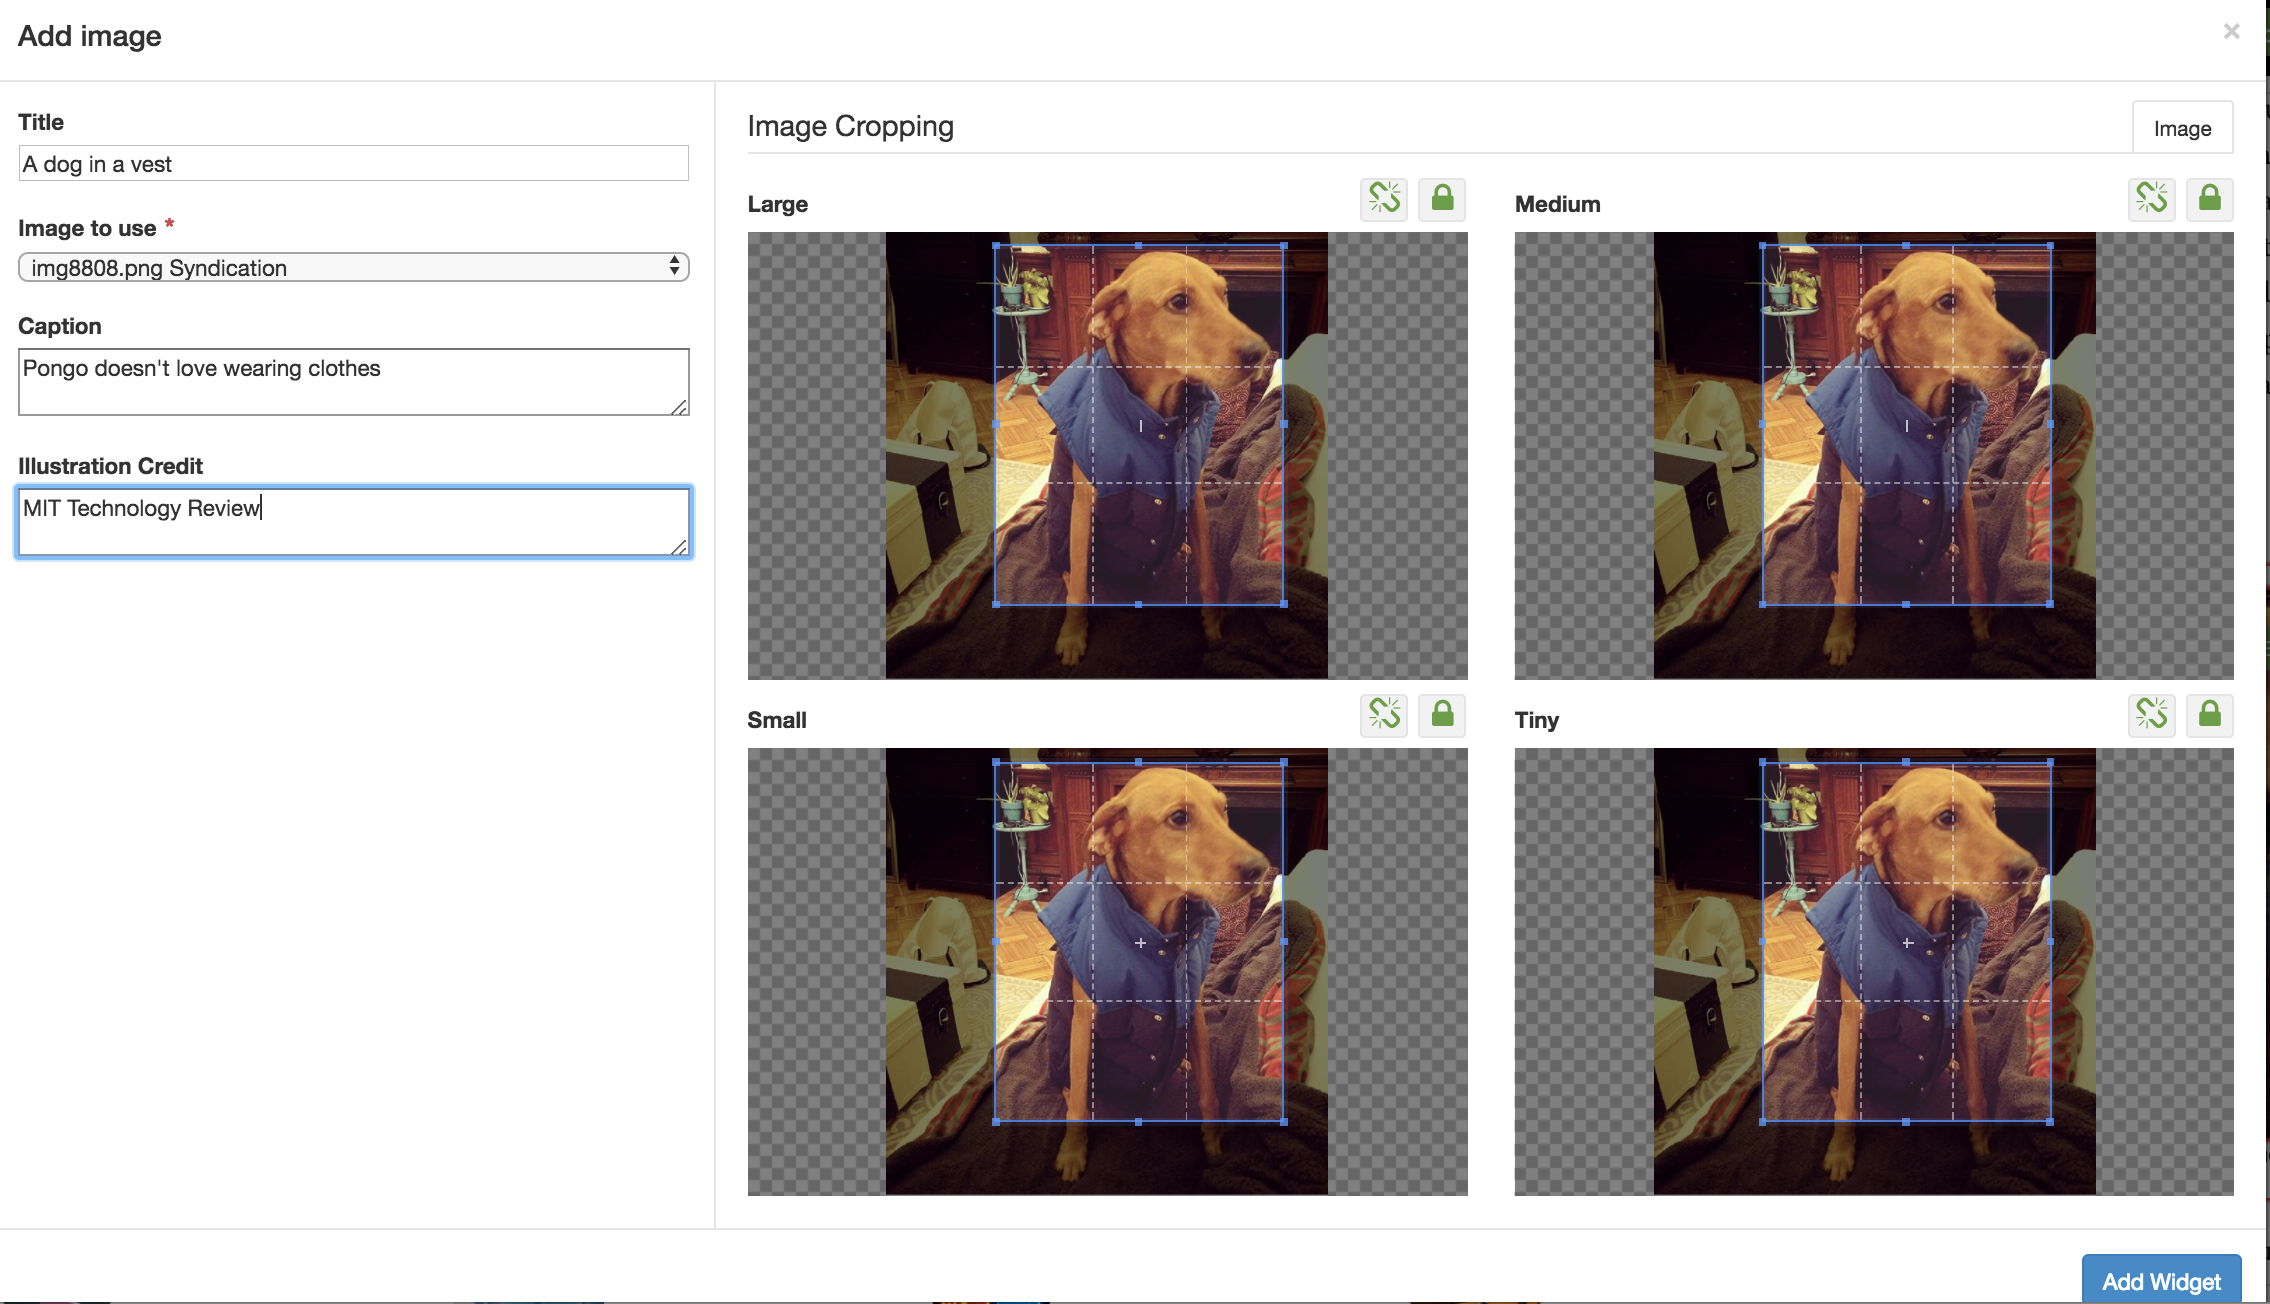 Add image
×
Title
A dog in a vest
Image to use *
img8808.png Syndication
Caption
Pongo doesn't love wearing clothes
Illustration Credit
MIT Technology Review
Image Cropping
Image
Large
Medium
Small
Tiny
Add Widget